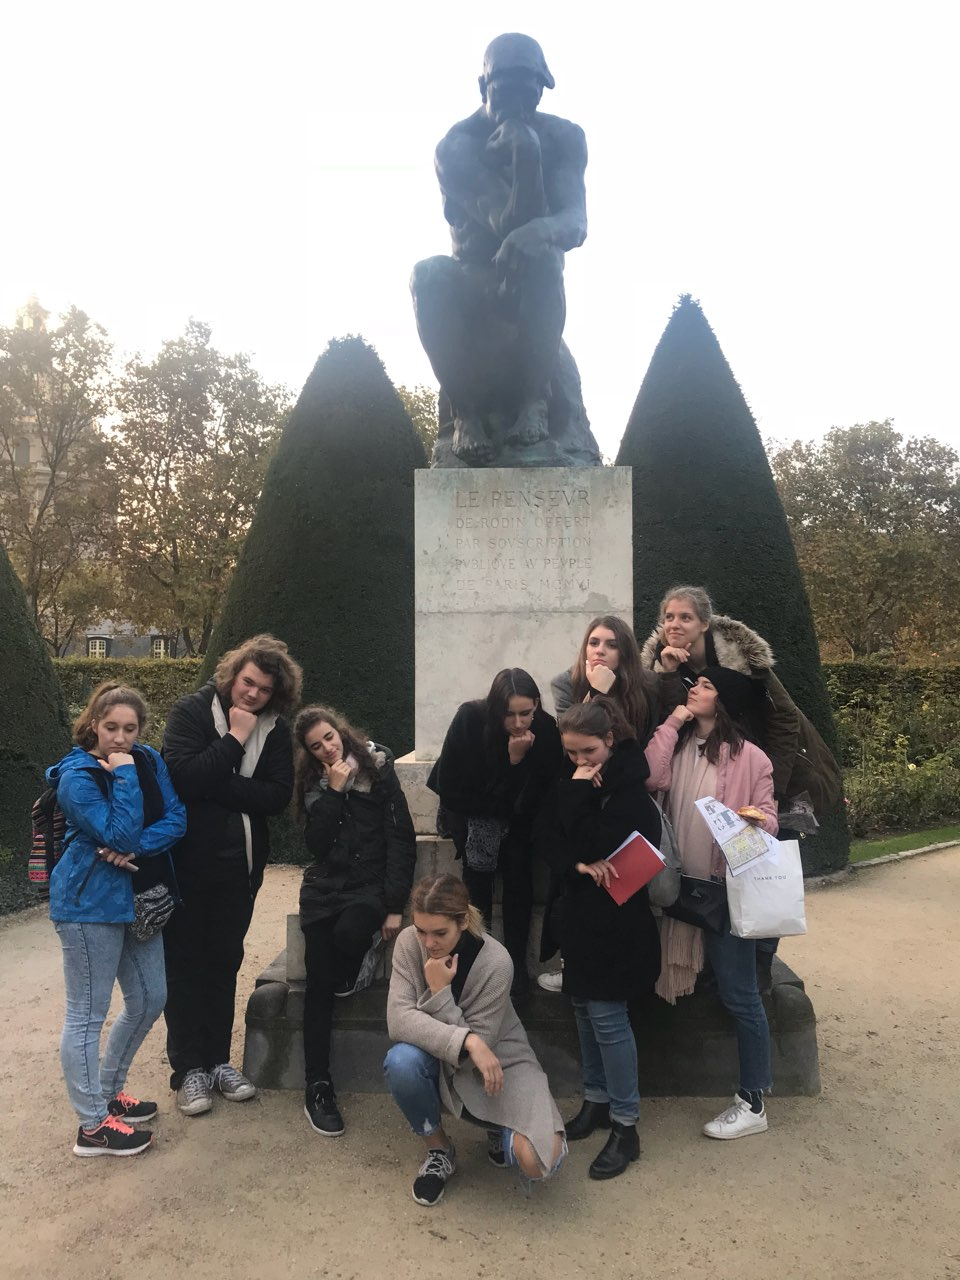 LE PENSEVR
DE RODIN OFFERT
PAR SOVSCRIPTION
PVBLIQVE AV PEVPLE
DE PARIS MCMVI
THANK YOU